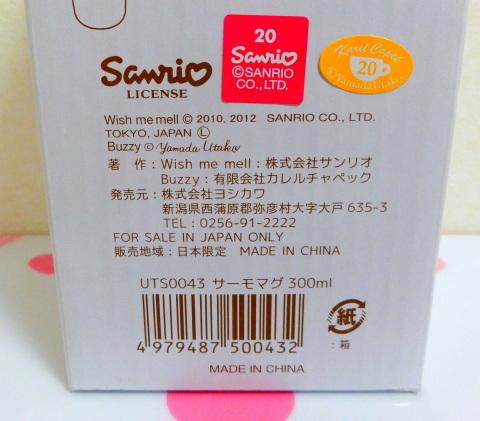 20
Sanrio
©SANRIO
CO., LTD.
Karel Capek
20
©YamadaUtako
Sanrio
LICENSE
Wish me mell © 2010, 2012 SANRIO CO., LTD.
TOKYO, JAPAN Ⓛ
Buzzy © Yamada Utako
著 作：Wish me mell：株式会社サンリオ
Buzzy：有限会社カレルチャペック
発売元：株式会社ヨシカワ
新潟県西蒲原郡弥彦村大字大戸 635-3
TEL：0256-91-2222
FOR SALE IN JAPAN ONLY
販売地域：日本限定 MADE IN CHINA
UTS0043 サーモマグ 300ml
4 979487 500432
紙
：箱
MADE IN CHINA